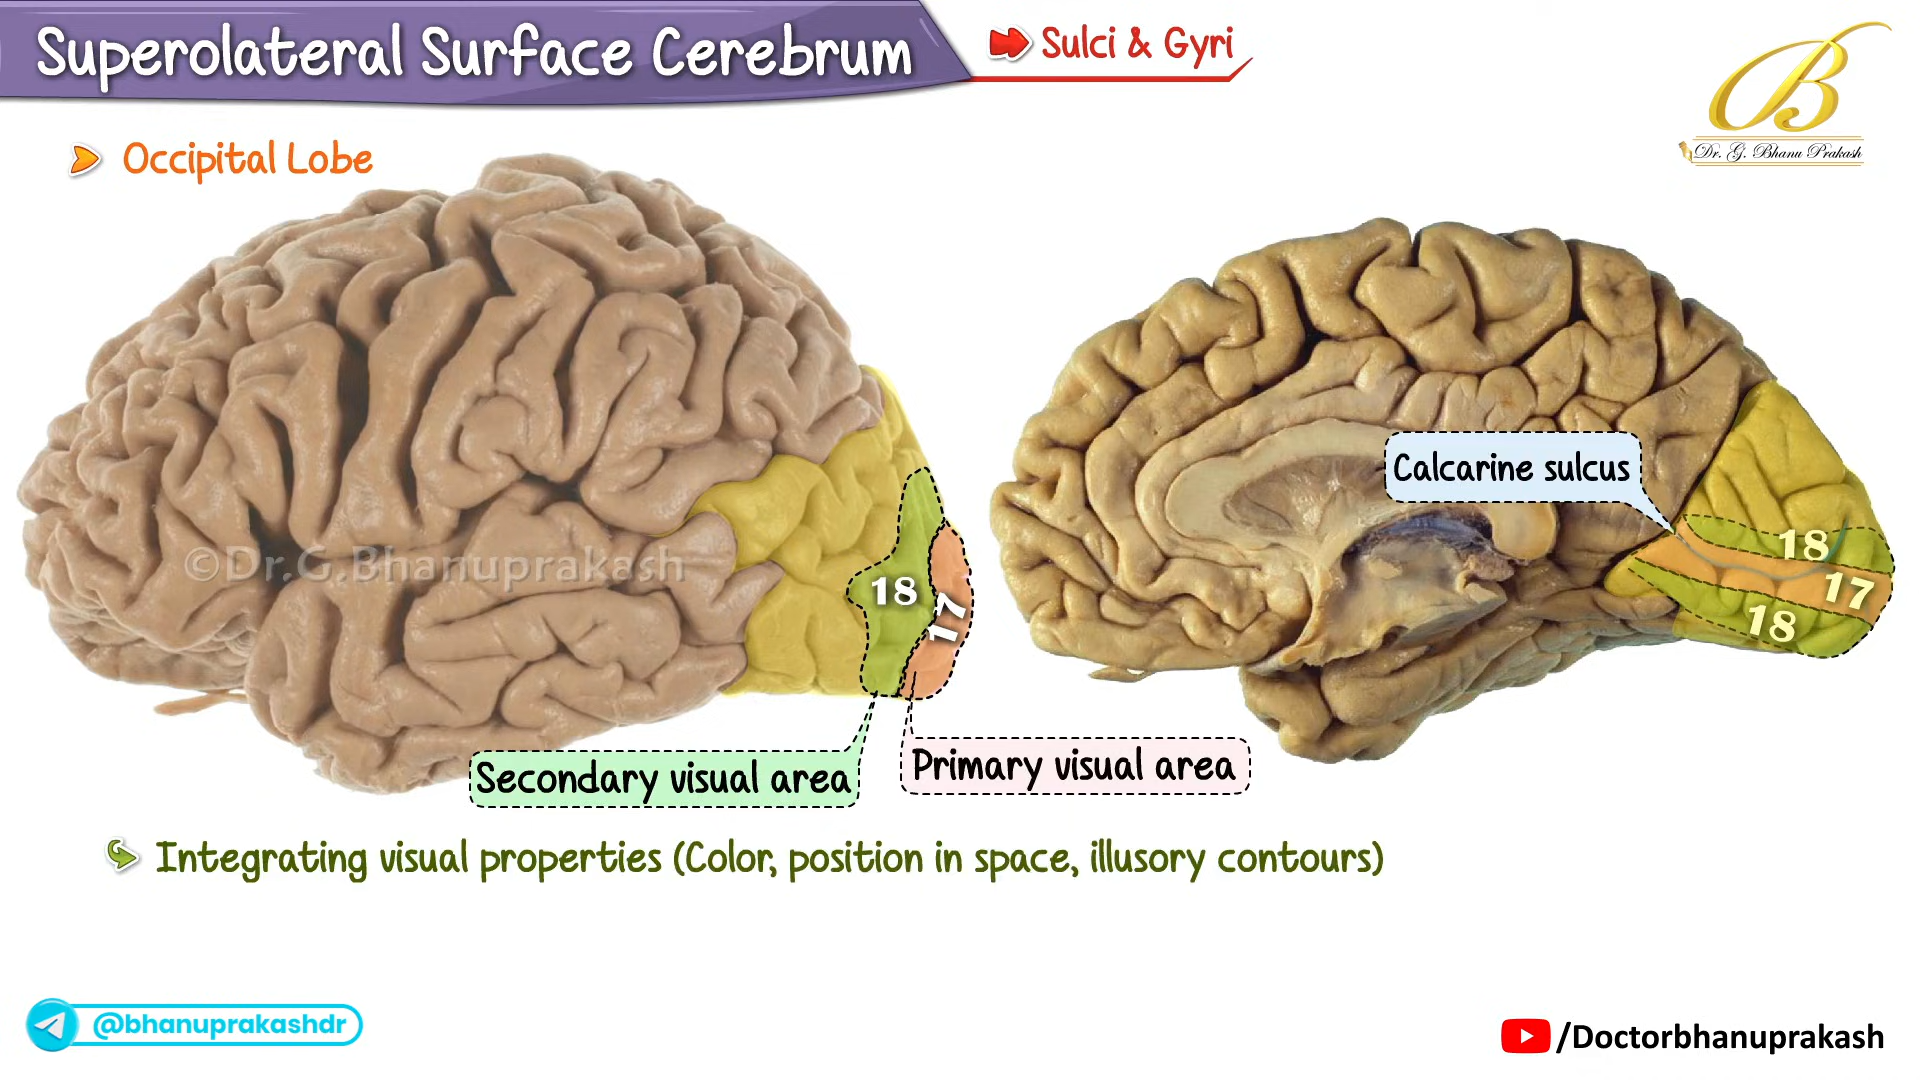 Superolateral Surface Cerebrum
Sulci & Gyri
B
Dr. G. Bhanu Prakash
Occipital Lobe
Calcarine sulcus
18
17
18
18
17
©Dr.G.Bhanuprakash
Secondary visual area
Primary visual area
Integrating visual properties (Color, position in space, illusory contours)
@bhanuprakashdr
/Doctorbhanuprakash